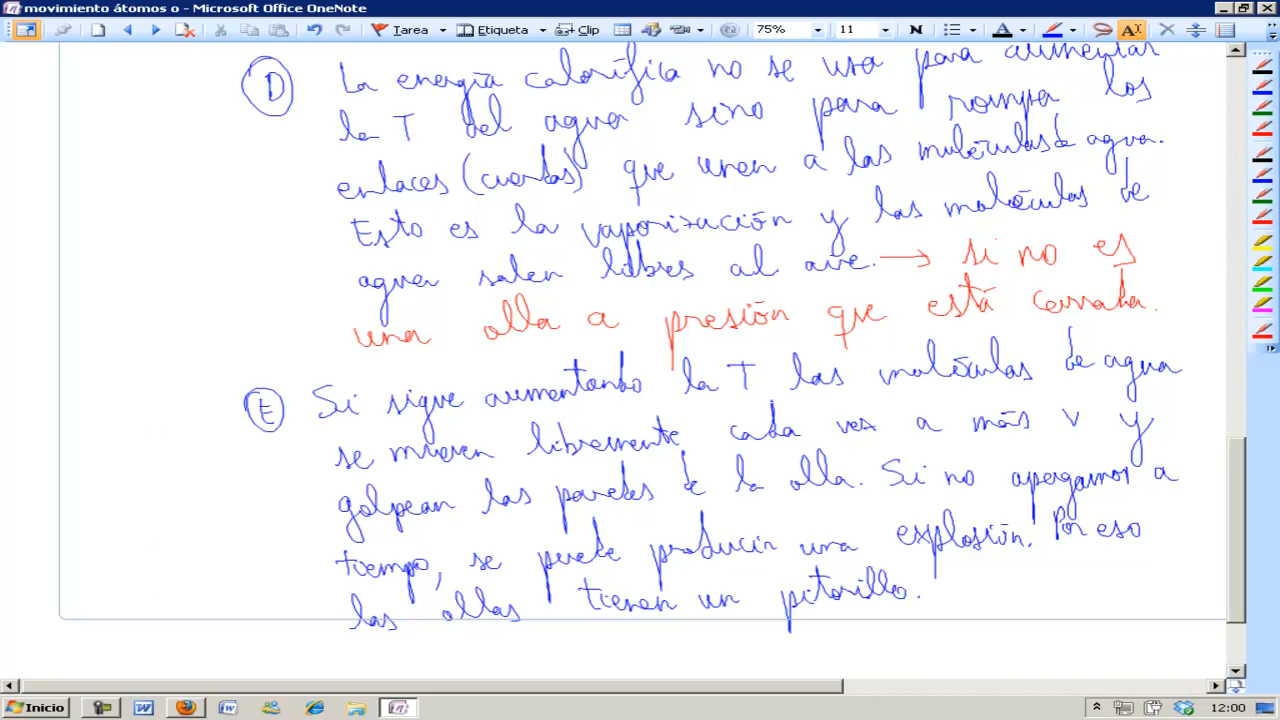 movimiento átomos o - Microsoft Office OneNote
Tarea Etiqueta Clip 75% 11 N A A
D La energía calorífica no se usa para aumentar
la T del agua sino para romper los
enlaces (cuerdas) que unen a las moléculas de agua.
Esto es la vaporización y las moléculas de
agua salen libres al aire. → si no es
una olla a presión que está cerrada.
E Si sigue aumentando la T las moléculas de agua
se mueven libremente cada vez a más v y
golpean las paredes de la olla. Si no apagamos a
tiempo, se puede producir una explosión. Por eso
las ollas tienen un pitorrillo.
Inicio 12:00